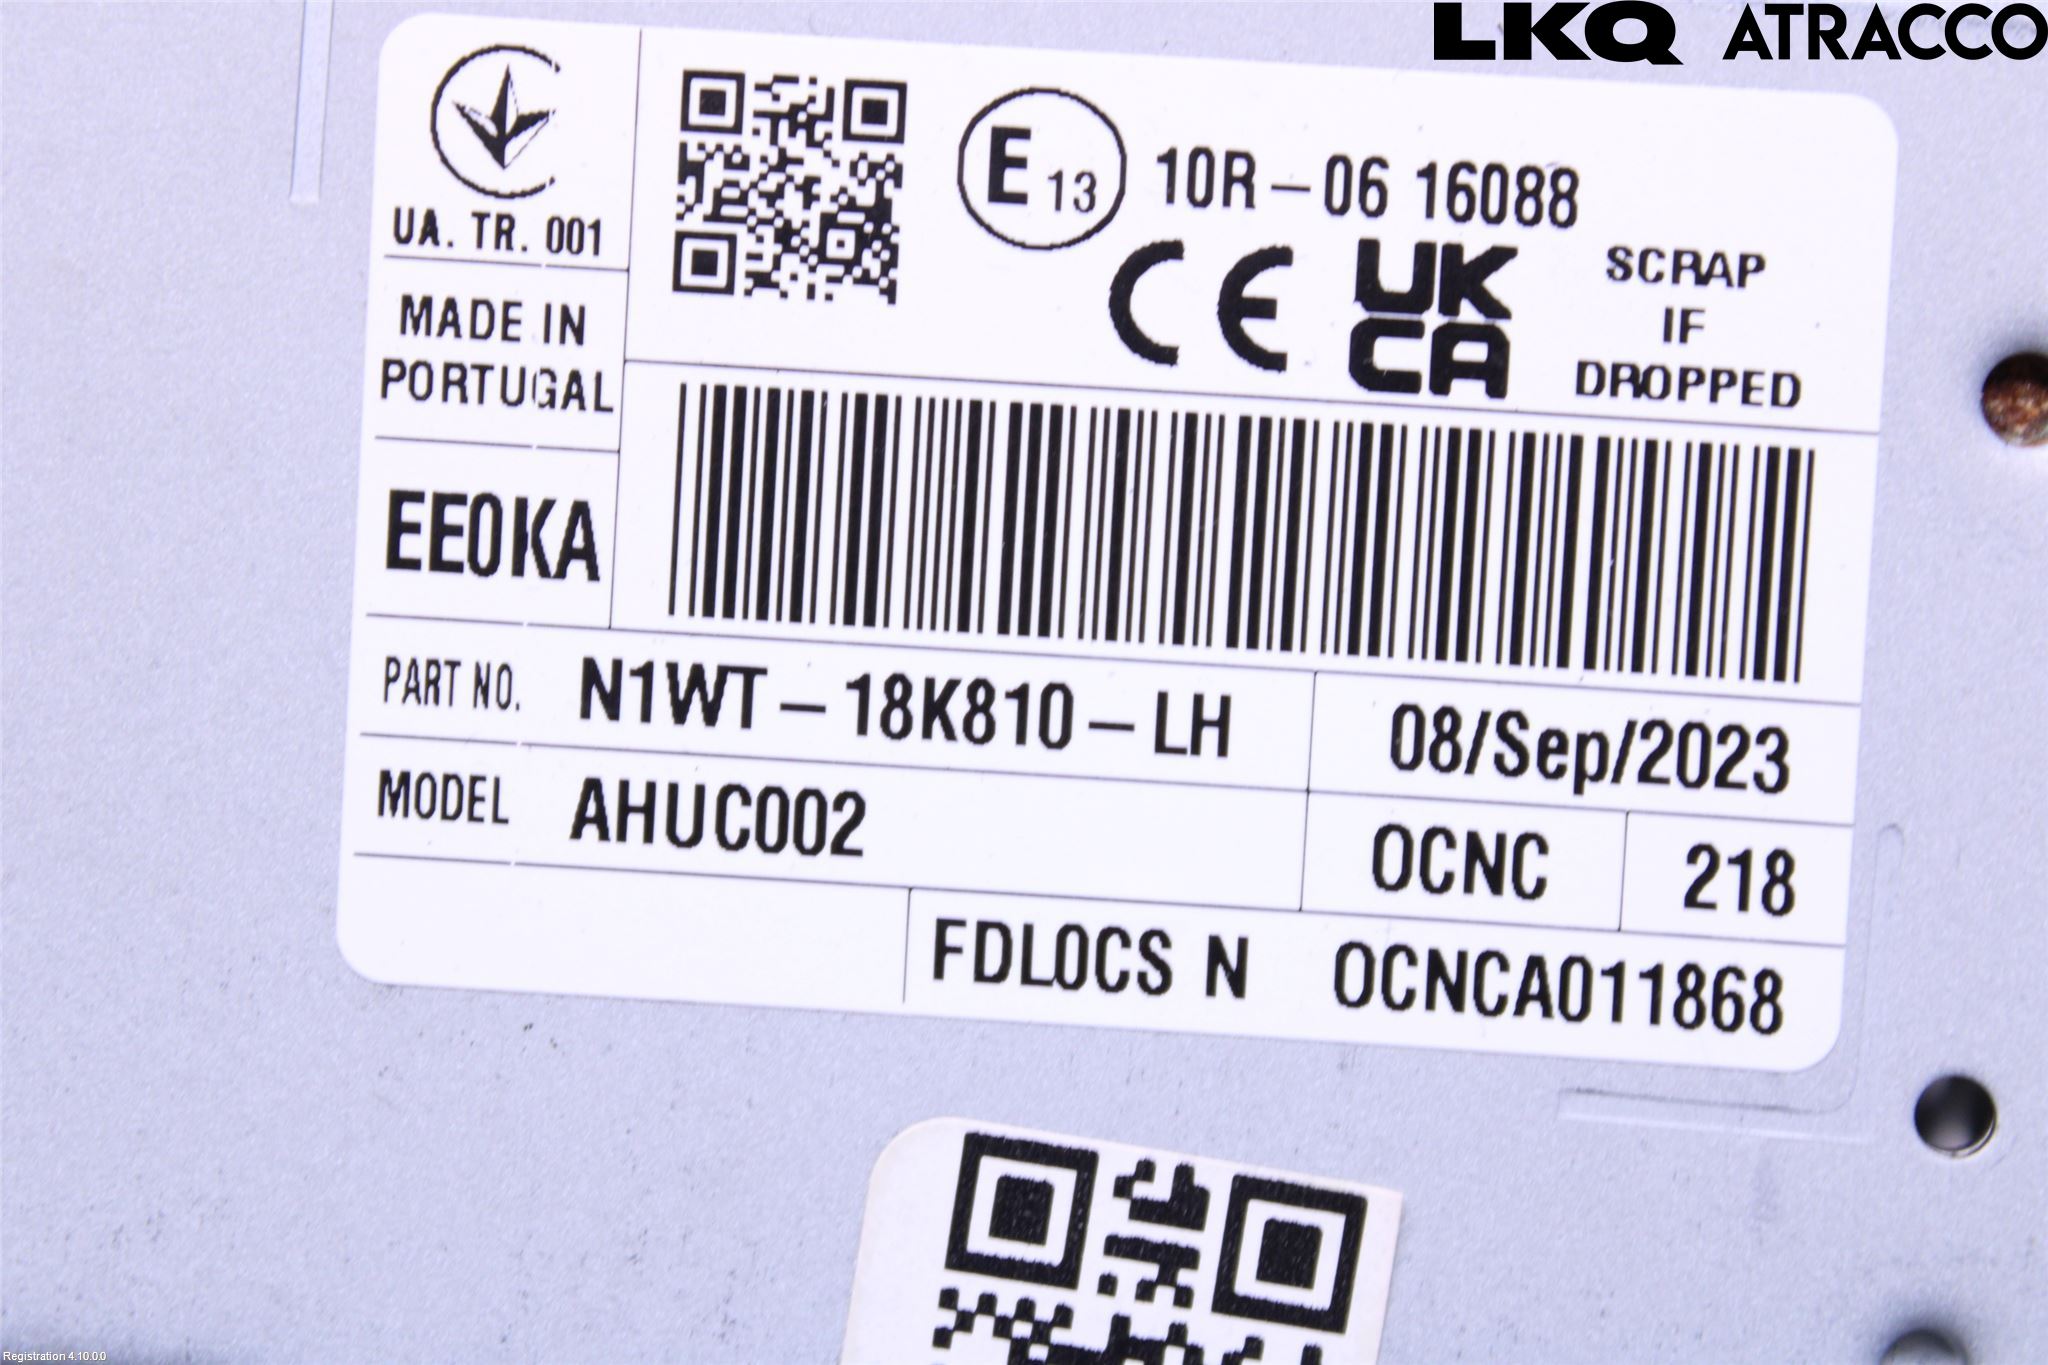 LKQ ATRACCO
UA. TR. 001
MADE IN
PORTUGAL
EE0KA
E 13
10R-06 16088
CE
UK
CA
SCRAP
IF
DROPPED
PART NO. N1WT-18K810-LH
08/Sep/2023
MODEL AHUC002
OCNC 218
FDLOCS N OCNCA011868
Registration 4.10.0.0